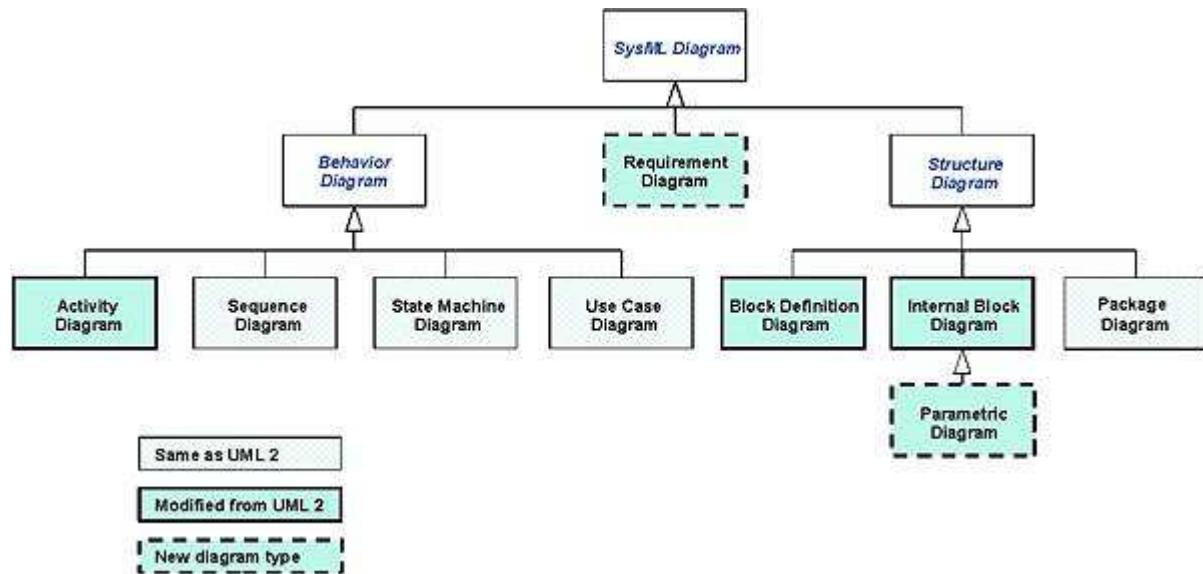 SysML Diagram
Behavior
Diagram
Requirement
Diagram
Structure
Diagram
Activity
Diagram
Sequence
Diagram
State Machine
Diagram
Use Case
Diagram
Block Definition
Diagram
Internal Block
Diagram
Package
Diagram
Parametric
Diagram
Same as UML 2
Modified from UML 2
New diagram type